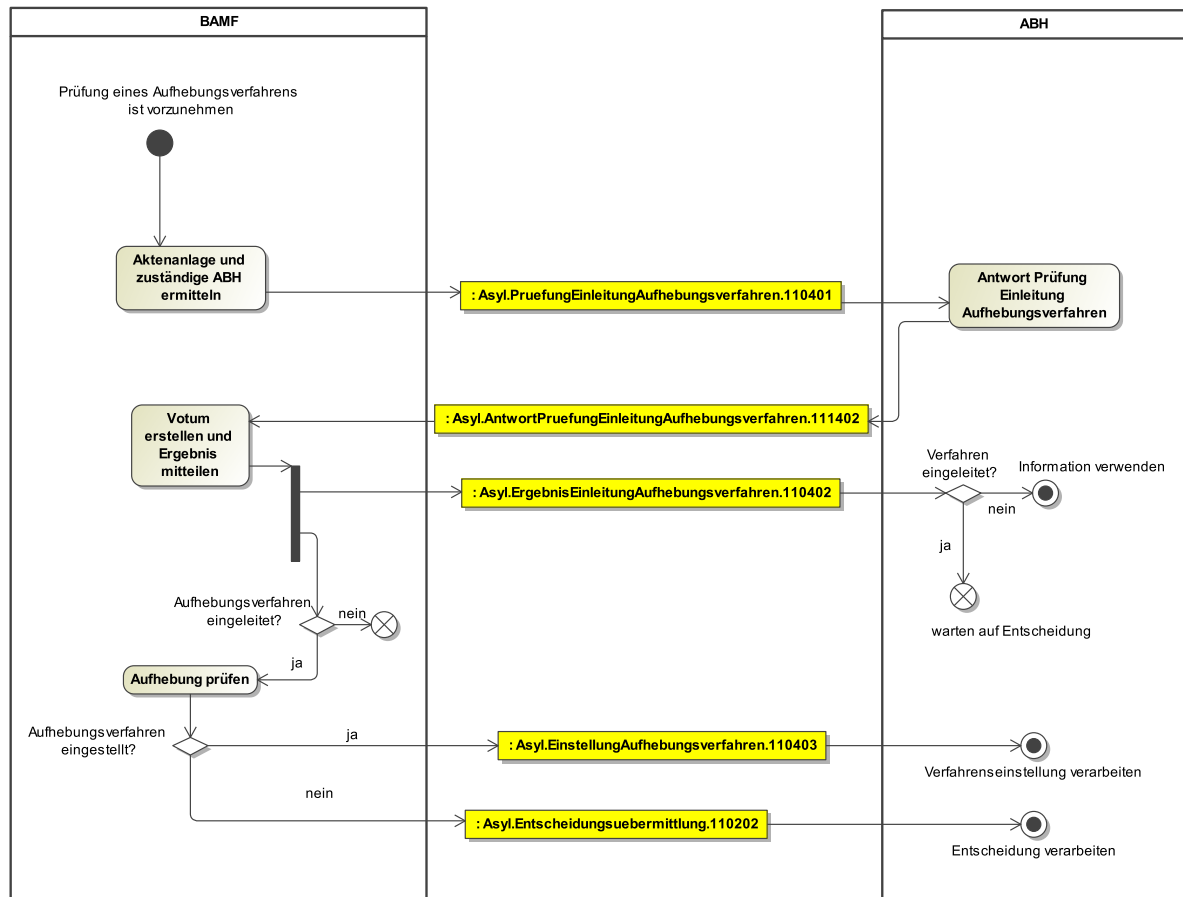 BAMF
ABH
Prüfung eines Aufhebungsverfahrens
ist vorzunehmen
Aktenanlage und
zuständige ABH
ermitteln
: Asyl.PruefungEinleitungAufhebungsverfahren.110401
Antwort Prüfung
Einleitung
Aufhebungsverfahren
Votum
erstellen und
Ergebnis
mitteilen
: Asyl.AntwortPruefungEinleitungAufhebungsverfahren.111402
: Asyl.ErgebnisEinleitungAufhebungsverfahren.110402
Verfahren
eingeleitet?
Information verwenden
nein
ja
warten auf Entscheidung
Aufhebungsverfahren
eingeleitet?
nein
ja
Aufhebung prüfen
Aufhebungsverfahren
eingestellt?
ja
: Asyl.EinstellungAufhebungsverfahren.110403
Verfahrenseinstellung verarbeiten
nein
: Asyl.Entscheidungsuebermittlung.110202
Entscheidung verarbeiten